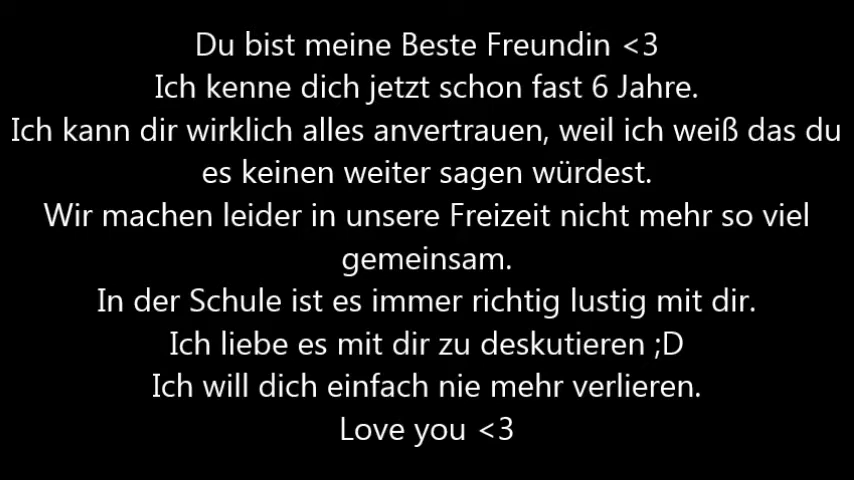 Du bist meine Beste Freundin <3
Ich kenne dich jetzt schon fast 6 Jahre.
Ich kann dir wirklich alles anvertrauen, weil ich weiß das du
es keinen weiter sagen würdest.
Wir machen leider in unsere Freizeit nicht mehr so viel
gemeinsam.
In der Schule ist es immer richtig lustig mit dir.
Ich liebe es mit dir zu deskutieren ;D
Ich will dich einfach nie mehr verlieren.
Love you <3